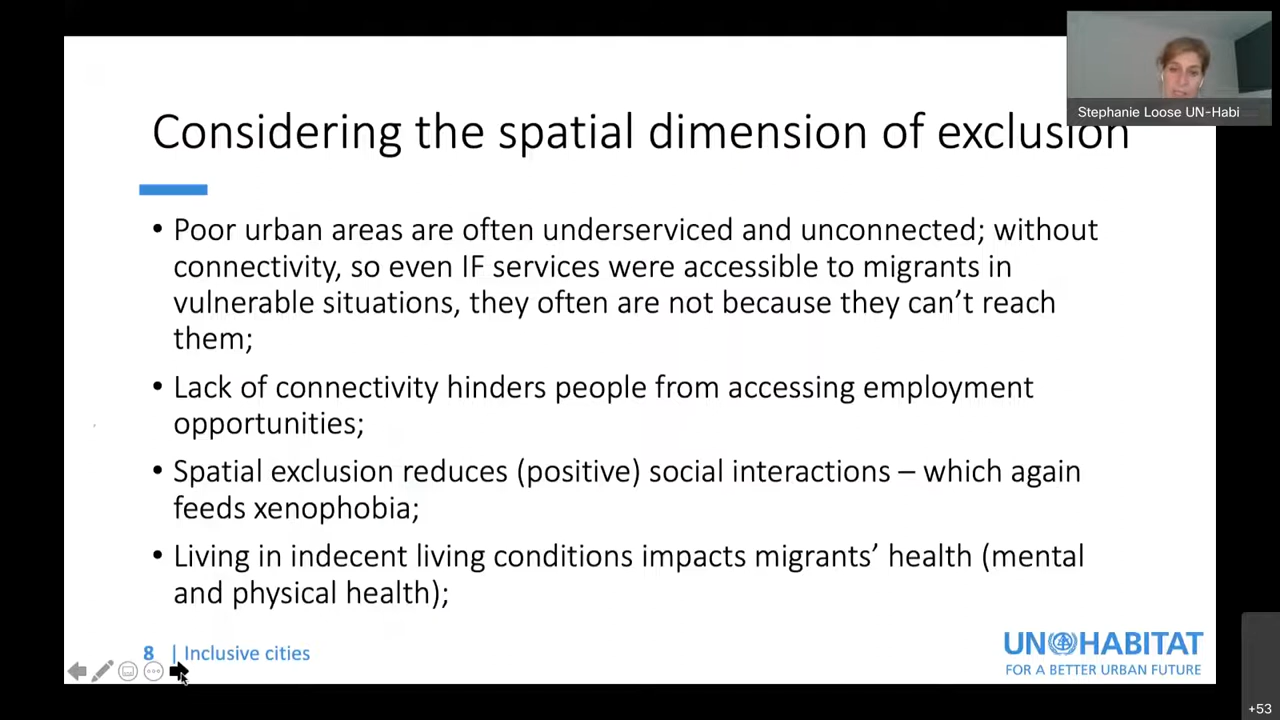 Stephanie Loose UN-Habi
Considering the spatial dimension of exclusion
• Poor urban areas are often underserviced and unconnected; without
connectivity, so even IF services were accessible to migrants in
vulnerable situations, they often are not because they can’t reach
them;
• Lack of connectivity hinders people from accessing employment
opportunities;
• Spatial exclusion reduces (positive) social interactions – which again
feeds xenophobia;
• Living in indecent living conditions impacts migrants’ health (mental
and physical health);
8 | Inclusive cities
UN HABITAT
FOR A BETTER URBAN FUTURE
+53